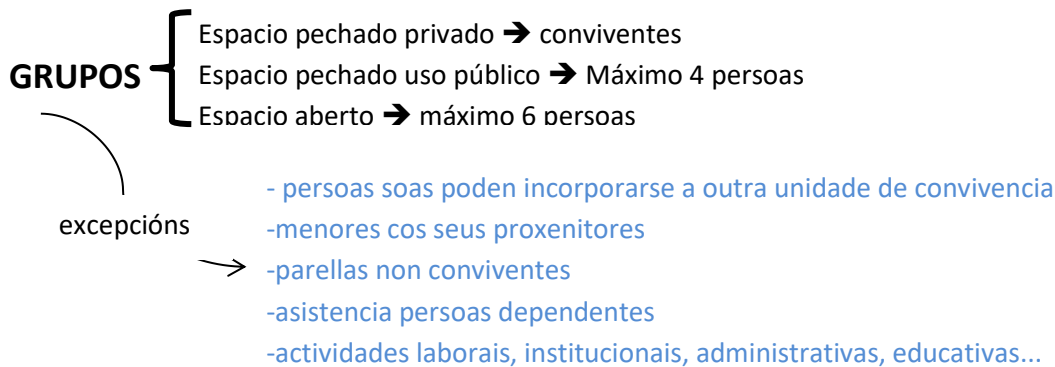 GRUPOS
Espacio pechado privado ➔ conviventes
Espacio pechado uso público ➔ Máximo 4 persoas
Espacio aberto ➔ máximo 6 persoas
excepcións
- persoas soas poden incorporarse a outra unidade de convivencia
-menores cos seus proxenitores
-parellas non conviventes
-asistencia persoas dependentes
-actividades laborais, institucionais, administrativas, educativas...